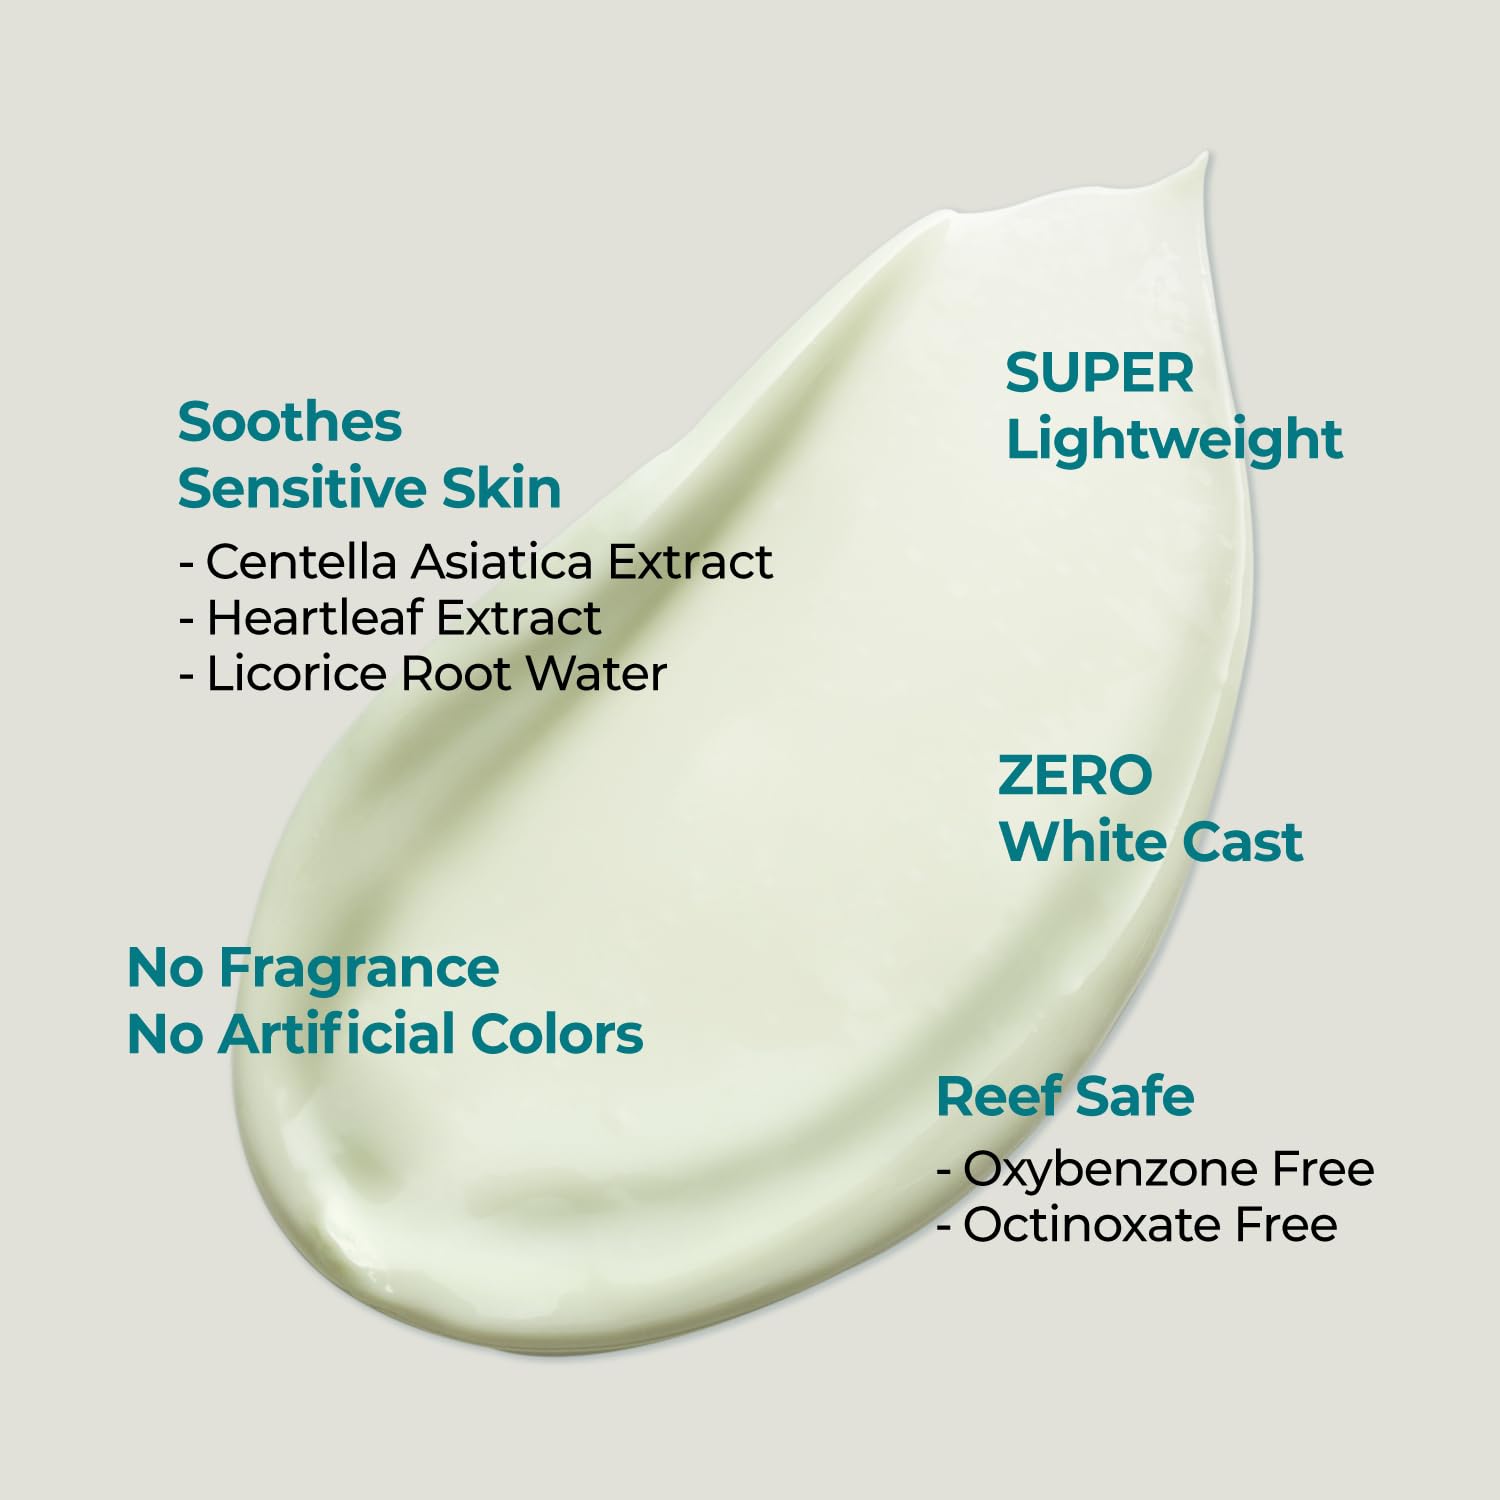 Soothes
Sensitive Skin
- Centella Asiatica Extract
- Heartleaf Extract
- Licorice Root Water
SUPER
Lightweight
ZERO
White Cast
No Fragrance
No Artificial Colors
Reef Safe
- Oxybenzone Free
- Octinoxate Free